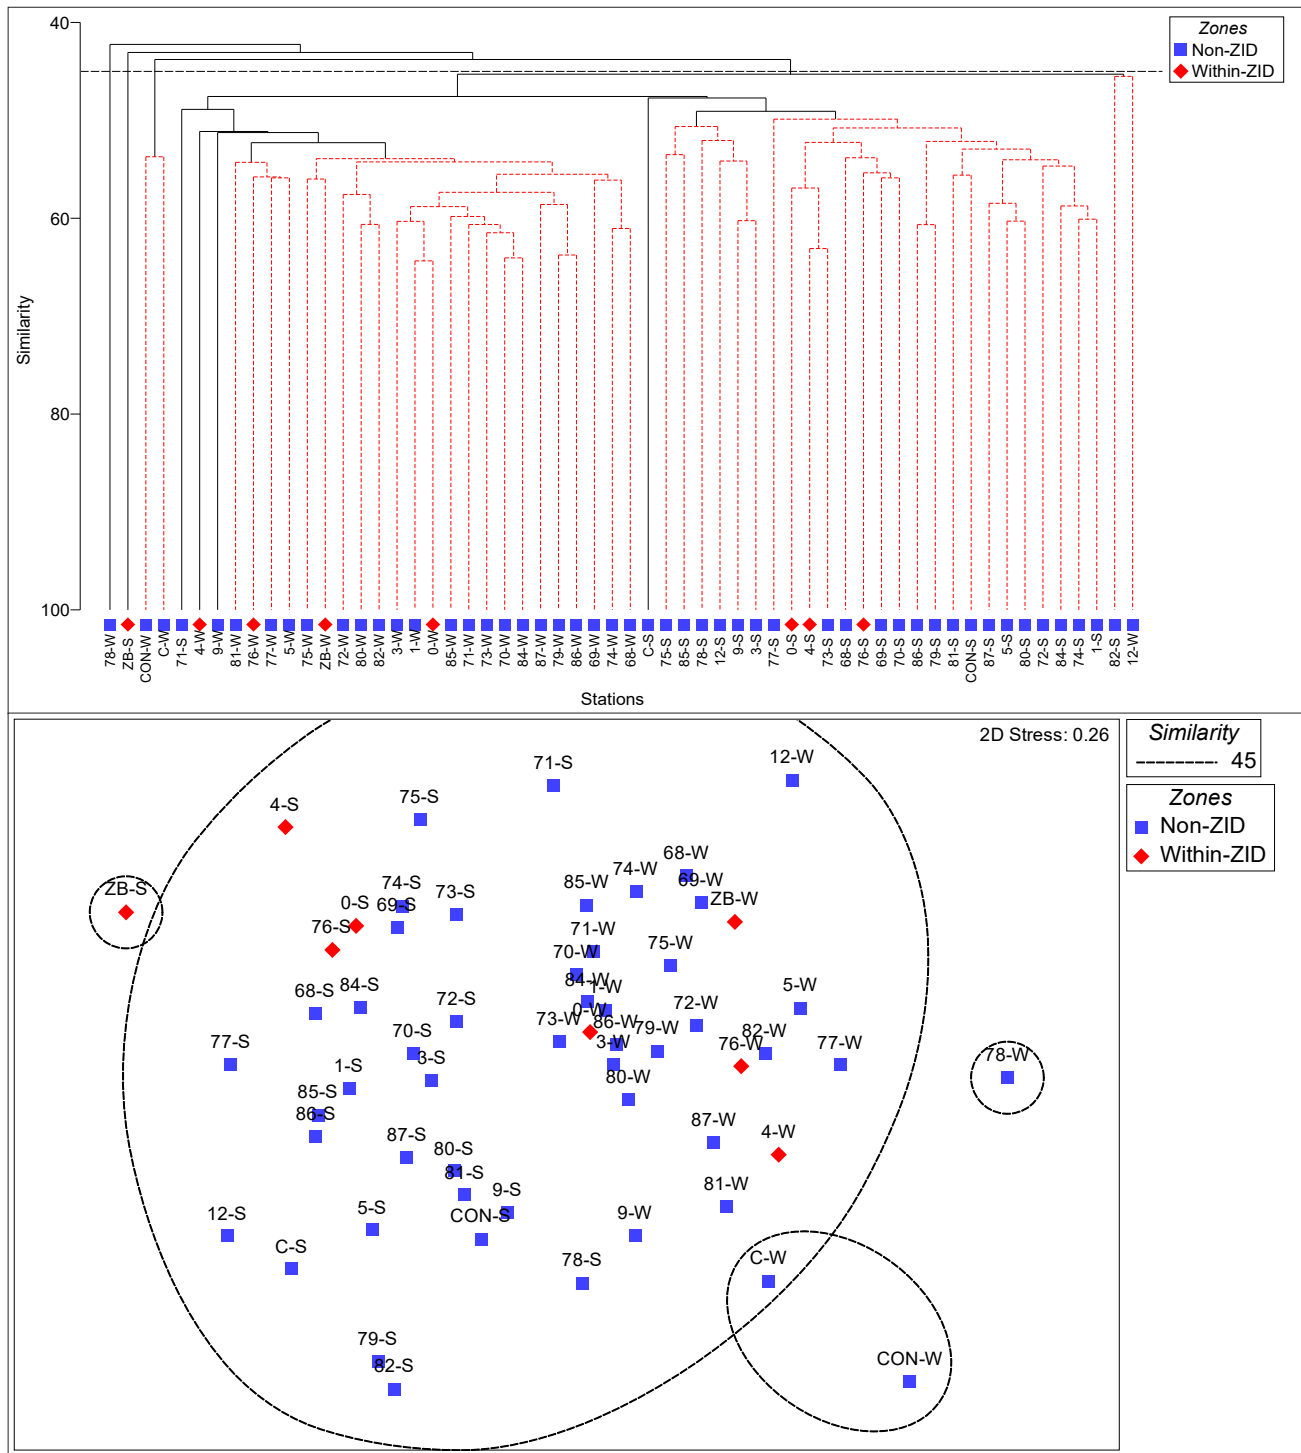 40
60
80
100
Similarity
Zones
Non-ZID
Within-ZID
78-W
ZB-S
CON-W
C-W
71-S
4-W
9-W
81-W
76-W
77-W
5-W
75-W
ZB-W
72-W
80-W
82-W
3-W
1-W
0-W
85-W
71-W
73-W
70-W
84-W
87-W
79-W
86-W
69-W
74-W
68-W
C-S
75-S
85-S
78-S
12-S
9-S
3-S
77-S
0-S
4-S
73-S
68-S
76-S
69-S
70-S
86-S
79-S
81-S
CON-S
87-S
5-S
80-S
72-S
84-S
74-S
1-S
82-S
12-W
Stations
2D Stress: 0.26
Similarity
45
Zones
Non-ZID
Within-ZID
71-S
12-W
4-S
75-S
68-W
74-W
69-W
85-W
ZB-W
ZB-S
74-S
73-S
0-S
69-S
76-S
71-W
75-W
70-W
84-W
1-W
68-S
84-S
72-S
5-W
0-W
86-W
73-W
72-W
79-W
82-W
3-W
76-W
77-W
78-W
77-S
70-S
3-S
1-S
80-W
85-S
86-S
87-W
4-W
87-S
80-S
81-S
81-W
9-S
12-S
5-S
CON-S
9-W
C-S
78-S
C-W
79-S
82-S
CON-W